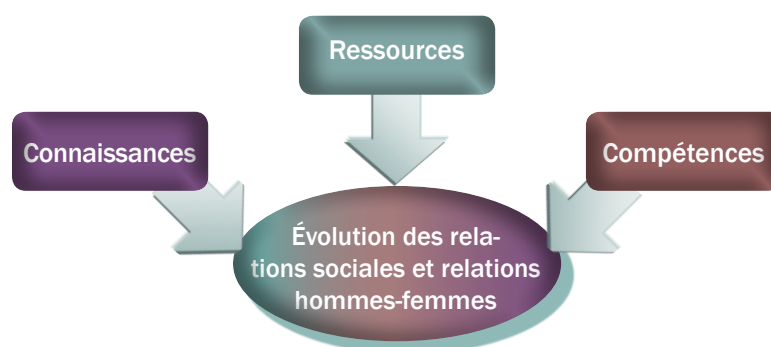 Ressources
Connaissances
Compétences
Évolution des rela-
tions sociales et relations
hommes-femmes